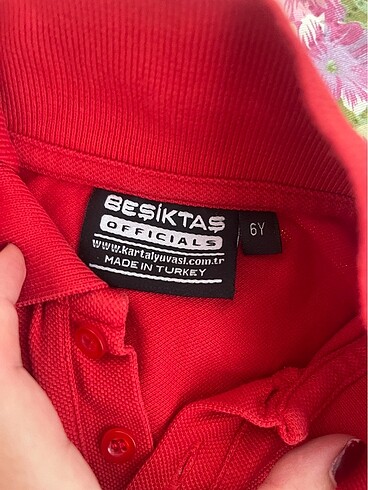 BEŞİKTAŞ
OFFICIALS
www.kartalyuvasi.com.tr
MADE IN TURKEY
6Y